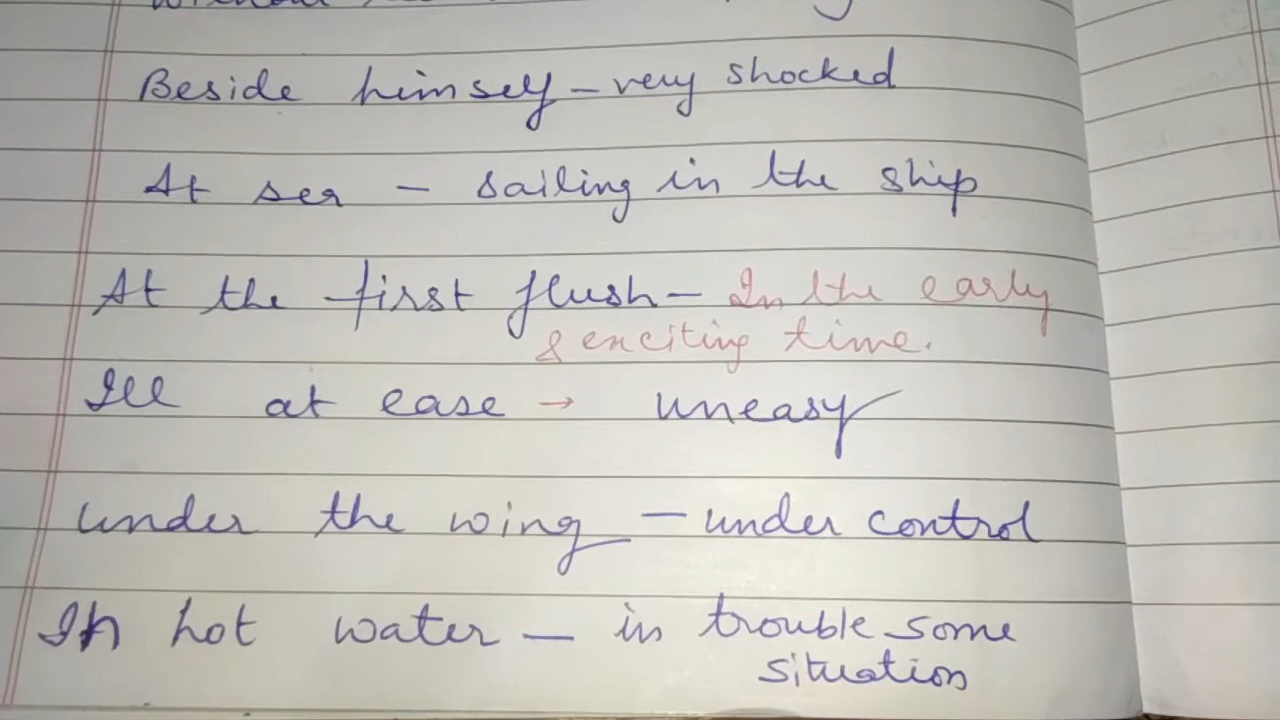 Beside himself - very shocked
At sea - sailing in the ship
At the first flush - In the early
& exciting time.
Ill at ease → uneasy
under the wing - under control
In hot water - in trouble some
situation